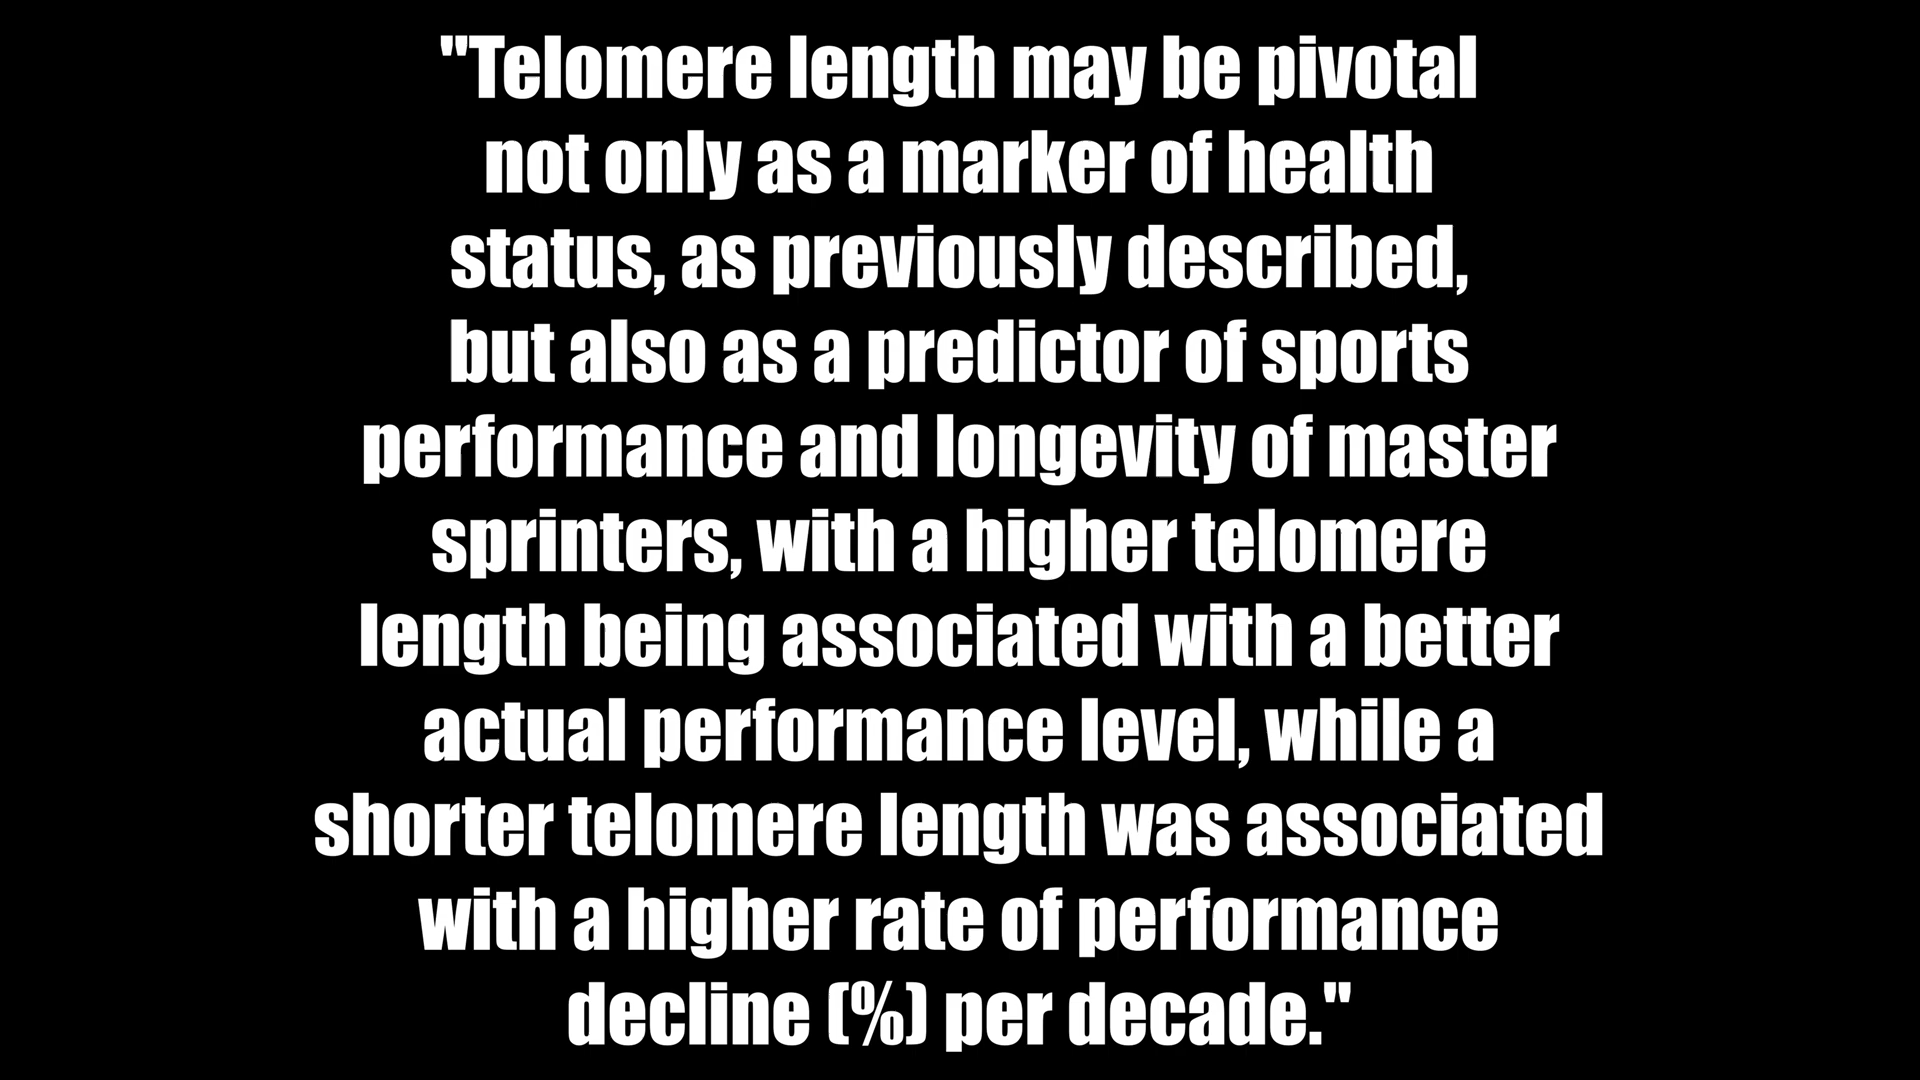 "Telomere length may be pivotal
not only as a marker of health
status, as previously described,
but also as a predictor of sports
performance and longevity of master
sprinters, with a higher telomere
length being associated with a better
actual performance level, while a
shorter telomere length was associated
with a higher rate of performance
decline (%) per decade."